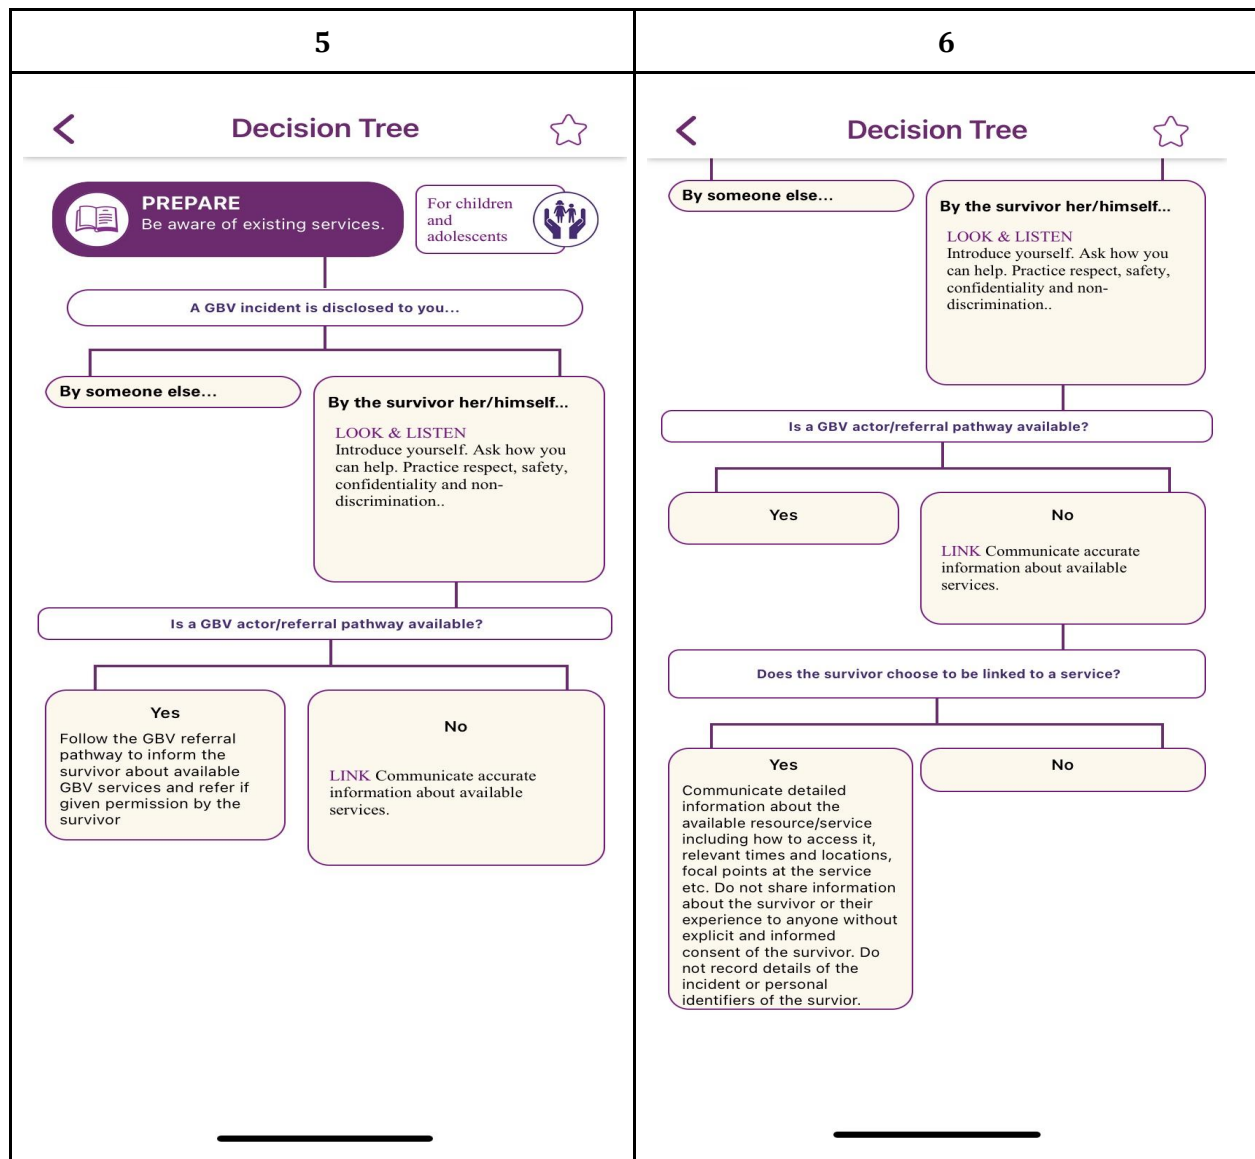 5
6
Decision Tree
PREPARE
Be aware of existing services.
For children
and
adolescents
A GBV incident is disclosed to you...
By someone else...
By the survivor her/himself...
LOOK & LISTEN
Introduce yourself. Ask how you
can help. Practice respect, safety,
confidentiality and non-
discrimination..
Is a GBV actor/referral pathway available?
Yes
Follow the GBV referral
pathway to inform the
survivor about available
GBV services and refer if
given permission by the
survivor
No
LINK Communicate accurate
information about available
services.
Decision Tree
By someone else...
By the survivor her/himself...
LOOK & LISTEN
Introduce yourself. Ask how you
can help. Practice respect, safety,
confidentiality and non-
discrimination..
Is a GBV actor/referral pathway available?
Yes
No
LINK Communicate accurate
information about available
services.
Does the survivor choose to be linked to a service?
Yes
Communicate detailed
information about the
available resource/service
including how to access it,
relevant times and locations,
focal points at the service
etc. Do not share information
about the survivor or their
experience to anyone without
explicit and informed
consent of the survivor. Do
not record details of the
incident or personal
identifiers of the survior.
No